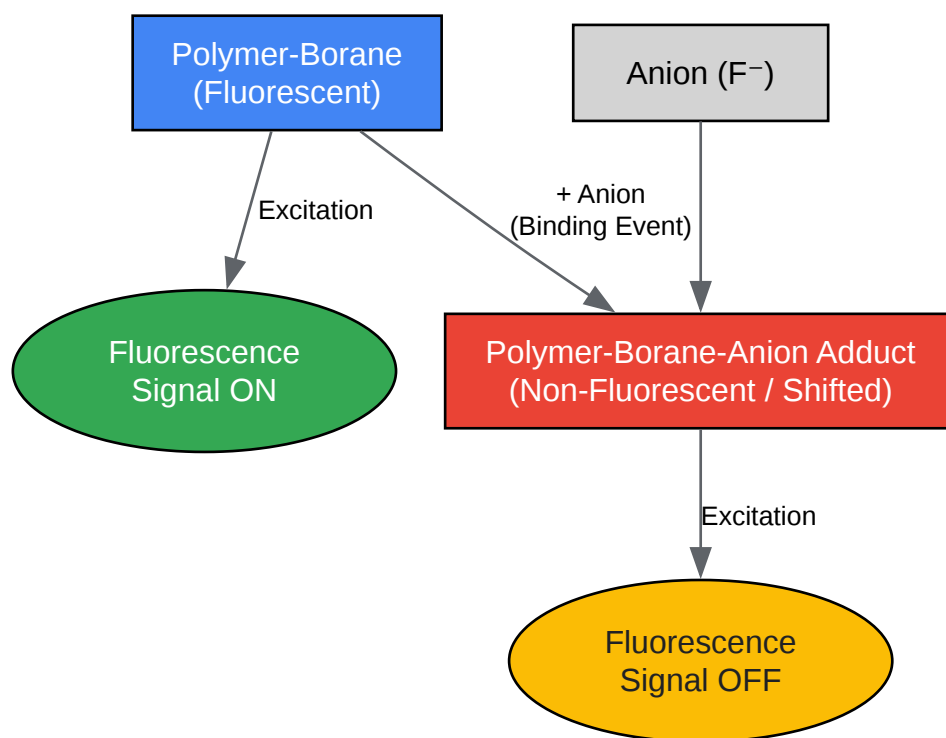 Polymer-Borane
(Fluorescent)
Anion (F⁻)
Excitation
+ Anion
(Binding Event)
Fluorescence
Signal ON
Polymer-Borane-Anion Adduct
(Non-Fluorescent / Shifted)
Excitation
Fluorescence
Signal OFF